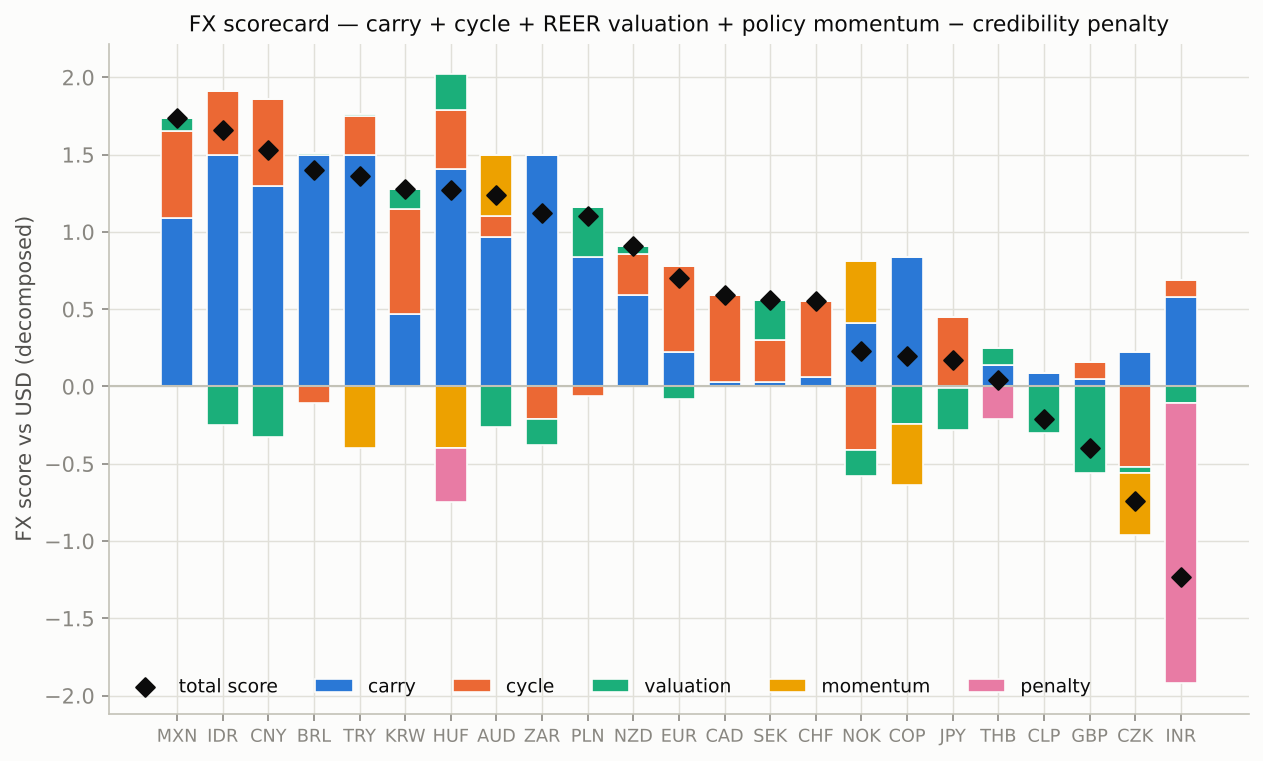 FX scorecard — carry + cycle + REER valuation + policy momentum − credibility penalty
FX score vs USD (decomposed)
2.0
1.5
1.0
0.5
0.0
−0.5
−1.0
−1.5
−2.0
total score carry cycle valuation momentum penalty
MXN IDR CNY BRL TRY KRW HUF AUD ZAR PLN NZD EUR CAD SEK CHF NOK COP JPY THB CLP GBP CZK INR